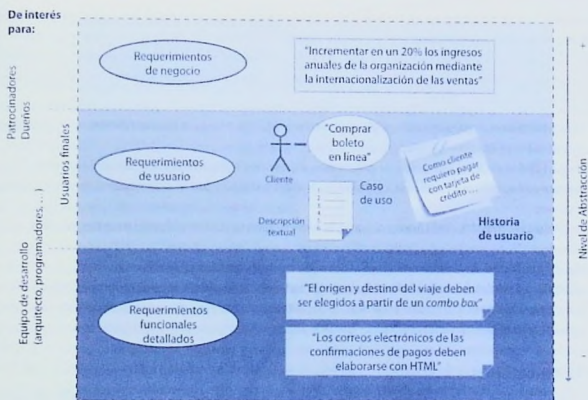 De interés
para:
Patrocinadores
Dueños
Usuarios finales
Equipo de desarrollo
(arquitecto, programadores, . . .)
Requerimientos
de negocio
"Incrementar en un 20% los ingresos
anuales de la organización mediante
la internacionalización de las ventas"
Requerimientos
de usuario
Cliente
"Comprar
boleto
en línea"
Descripción
textual
Caso
de uso
Como cliente
requiero pagar
con tarjeta de
crédito ...
Historia
de usuario
Requerimientos
funcionales
detallados
"El origen y destino del viaje deben
ser elegidos a partir de un combo box"
"Los correos electrónicos de las
confirmaciones de pagos deben
elaborarse con HTML"
+
Nivel de Abstracción
-